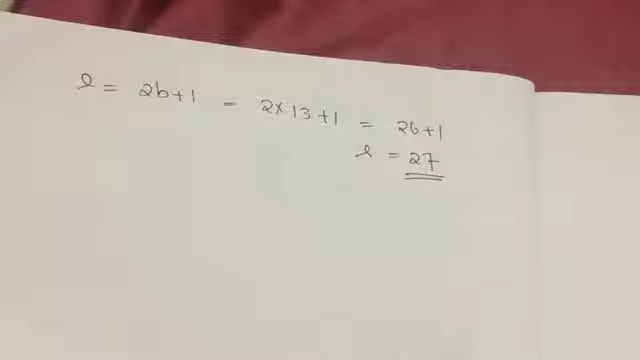 l = 2b+1 = 2×13+1 = 26+1
l = 27